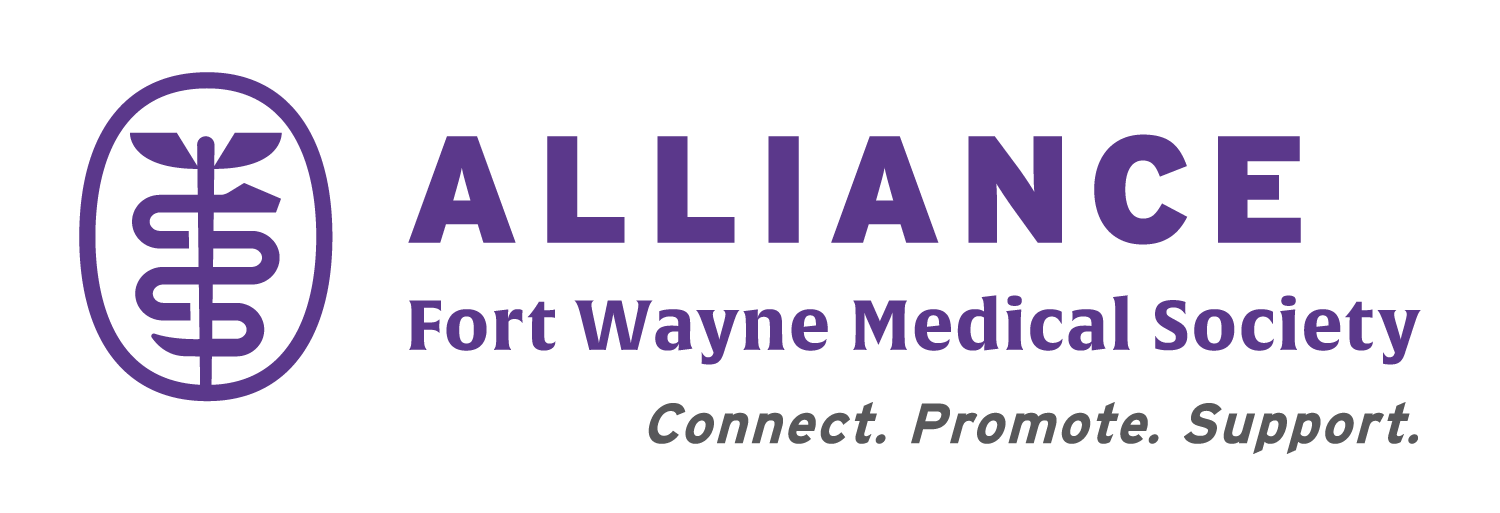 ALLIANCE
Fort Wayne Medical Society
Connect. Promote. Support.